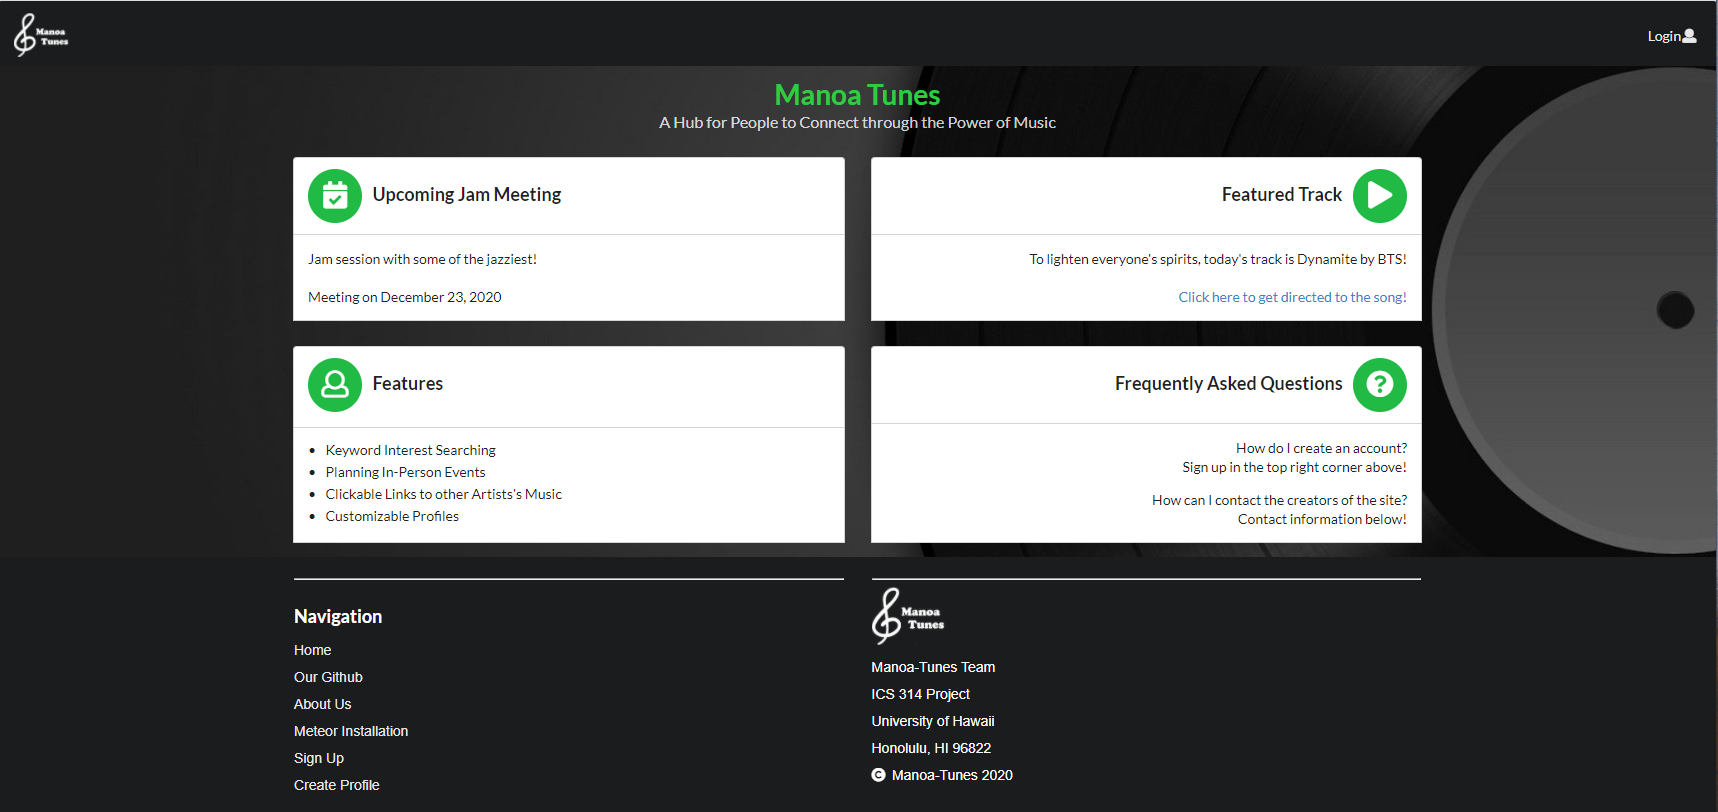 Manoa
Tunes
Login
Manoa Tunes
A Hub for People to Connect through the Power of Music
Upcoming Jam Meeting
Jam session with some of the jazziest!
Meeting on December 23, 2020
Featured Track
To lighten everyone's spirits, today's track is Dynamite by BTS!
Click here to get directed to the song!
Features
• Keyword Interest Searching
• Planning In-Person Events
• Clickable Links to other Artists's Music
• Customizable Profiles
Frequently Asked Questions
How do I create an account?
Sign up in the top right corner above!
How can I contact the creators of the site?
Contact information below!
Navigation
Home
Our Github
About Us
Meteor Installation
Sign Up
Create Profile
Manoa
Tunes
Manoa-Tunes Team
ICS 314 Project
University of Hawaii
Honolulu, HI 96822
© Manoa-Tunes 2020